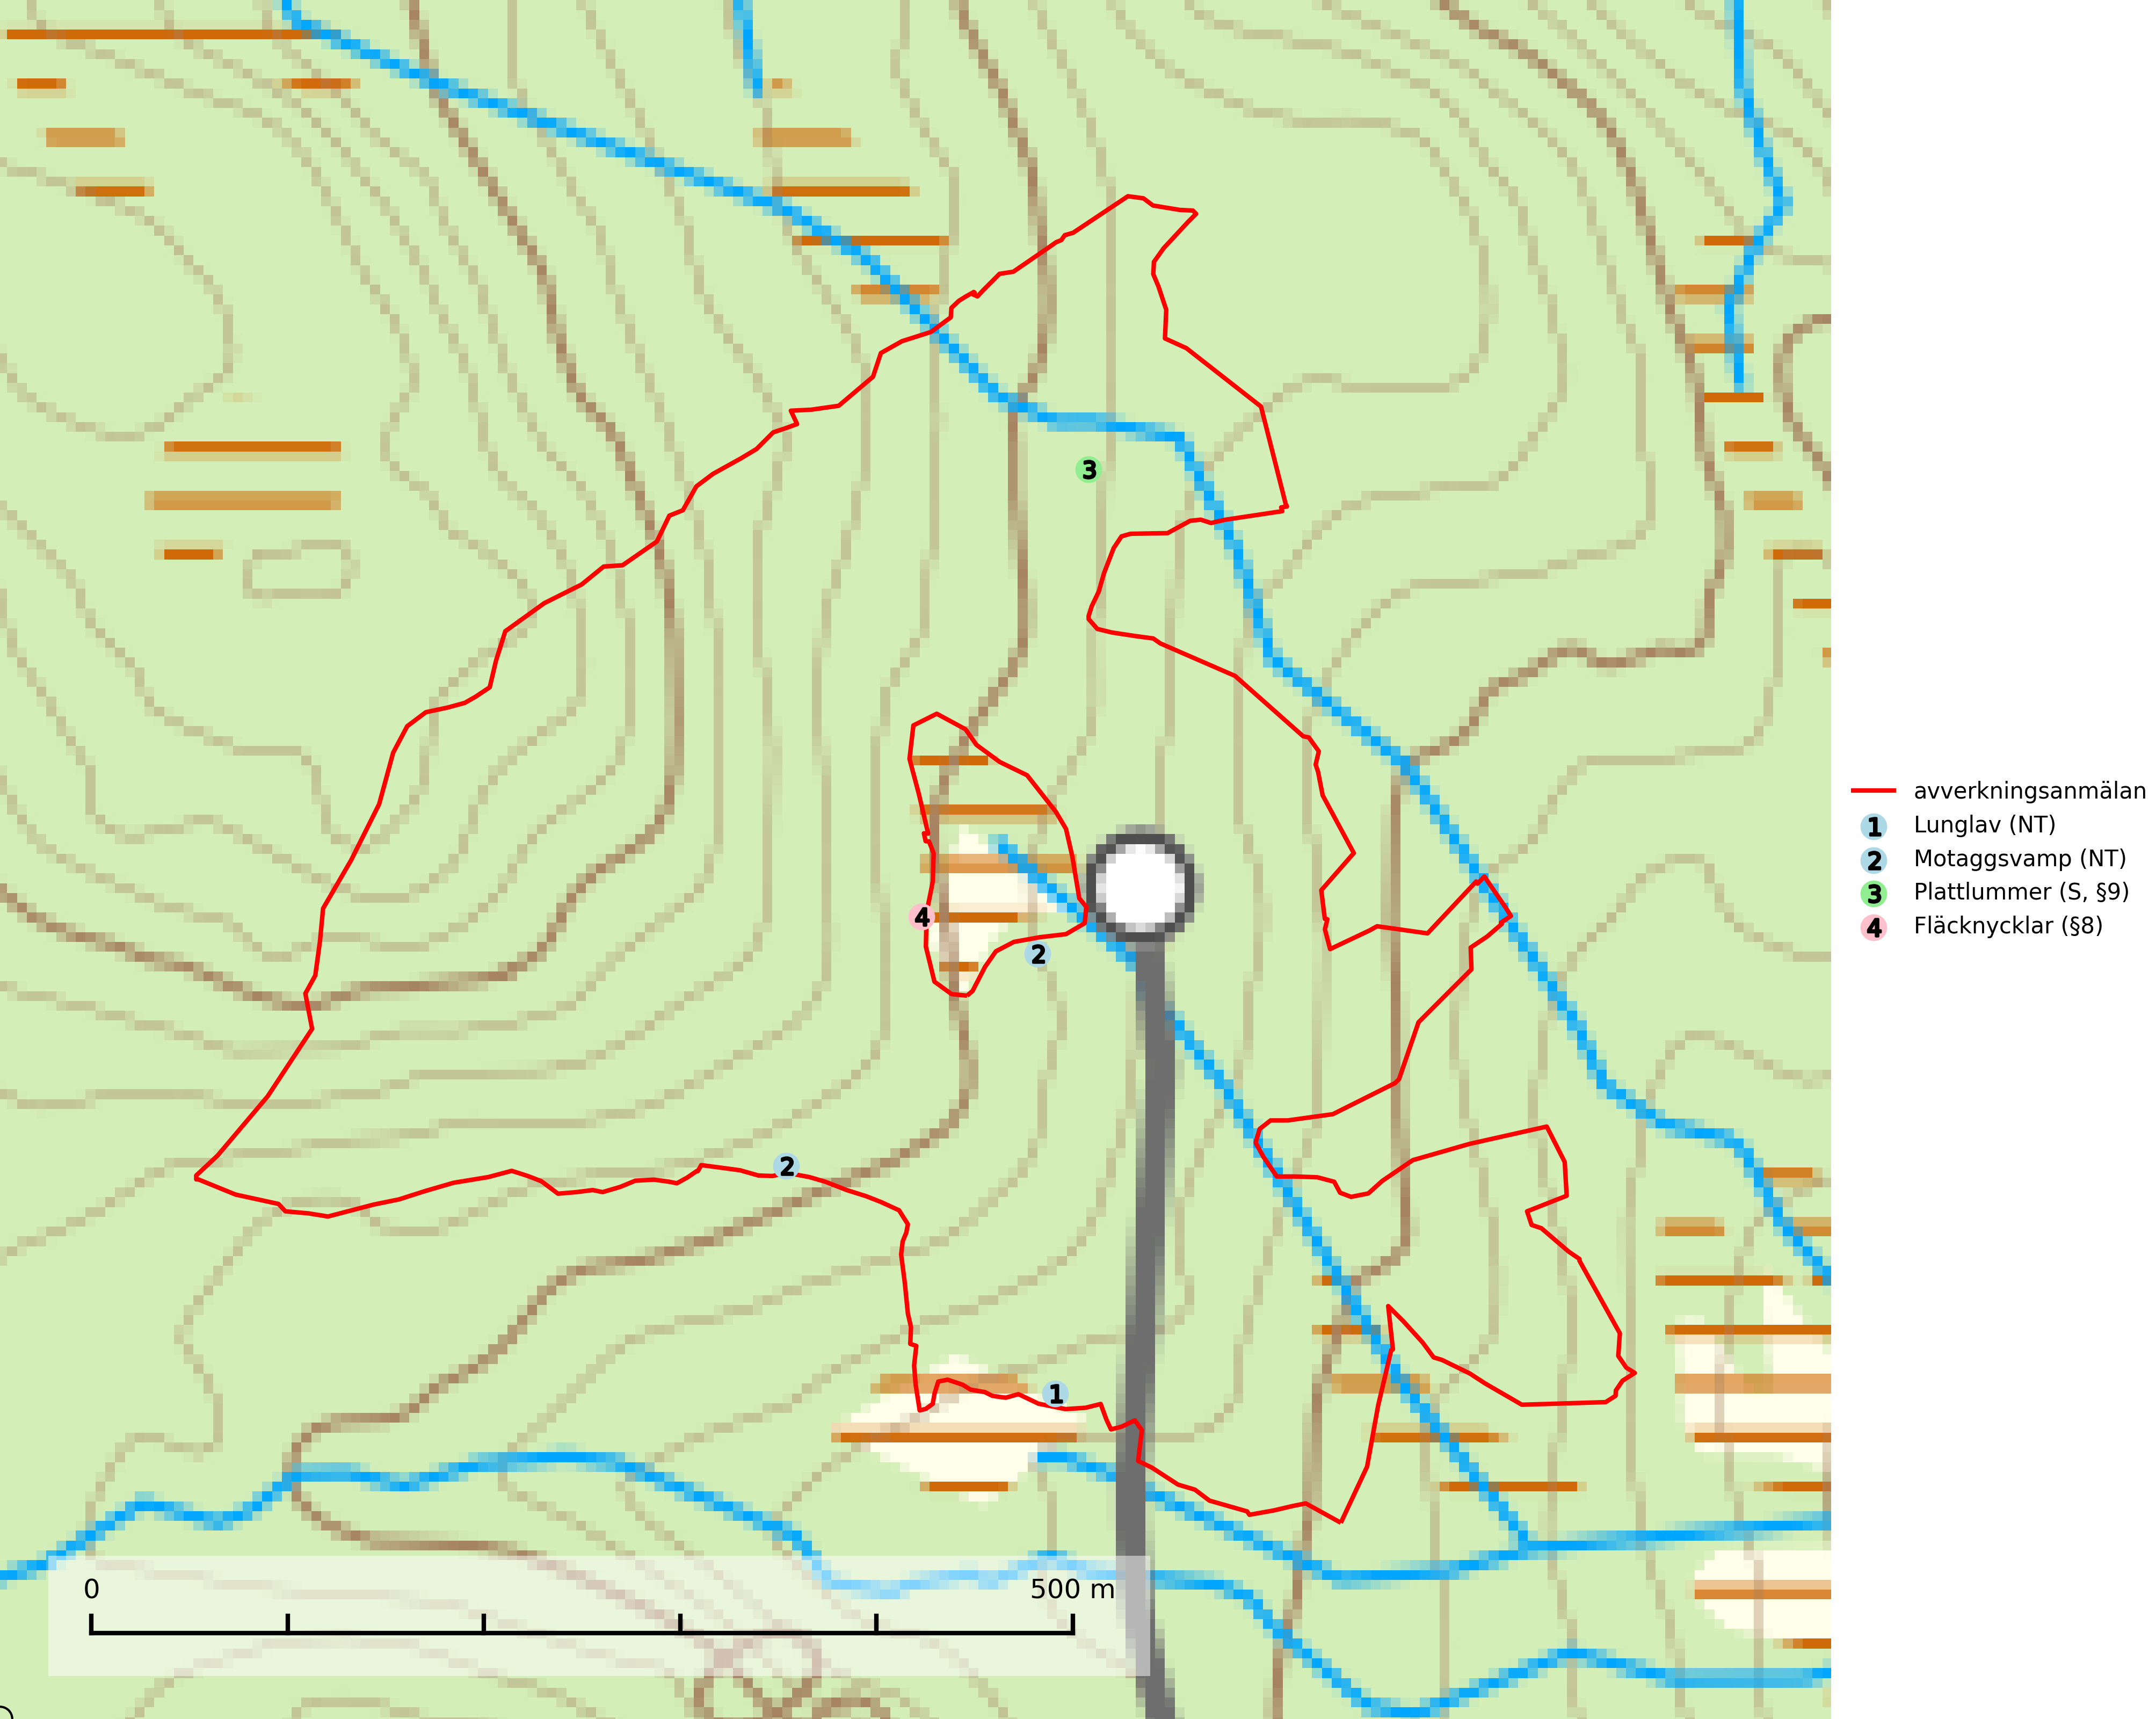 3
4
2
2
1
0 500 m
avverkningsanmälan
1 Lunglav (NT)
2 Motaggsvamp (NT)
3 Plattlummer (S, §9)
4 Fläcknycklar (§8)